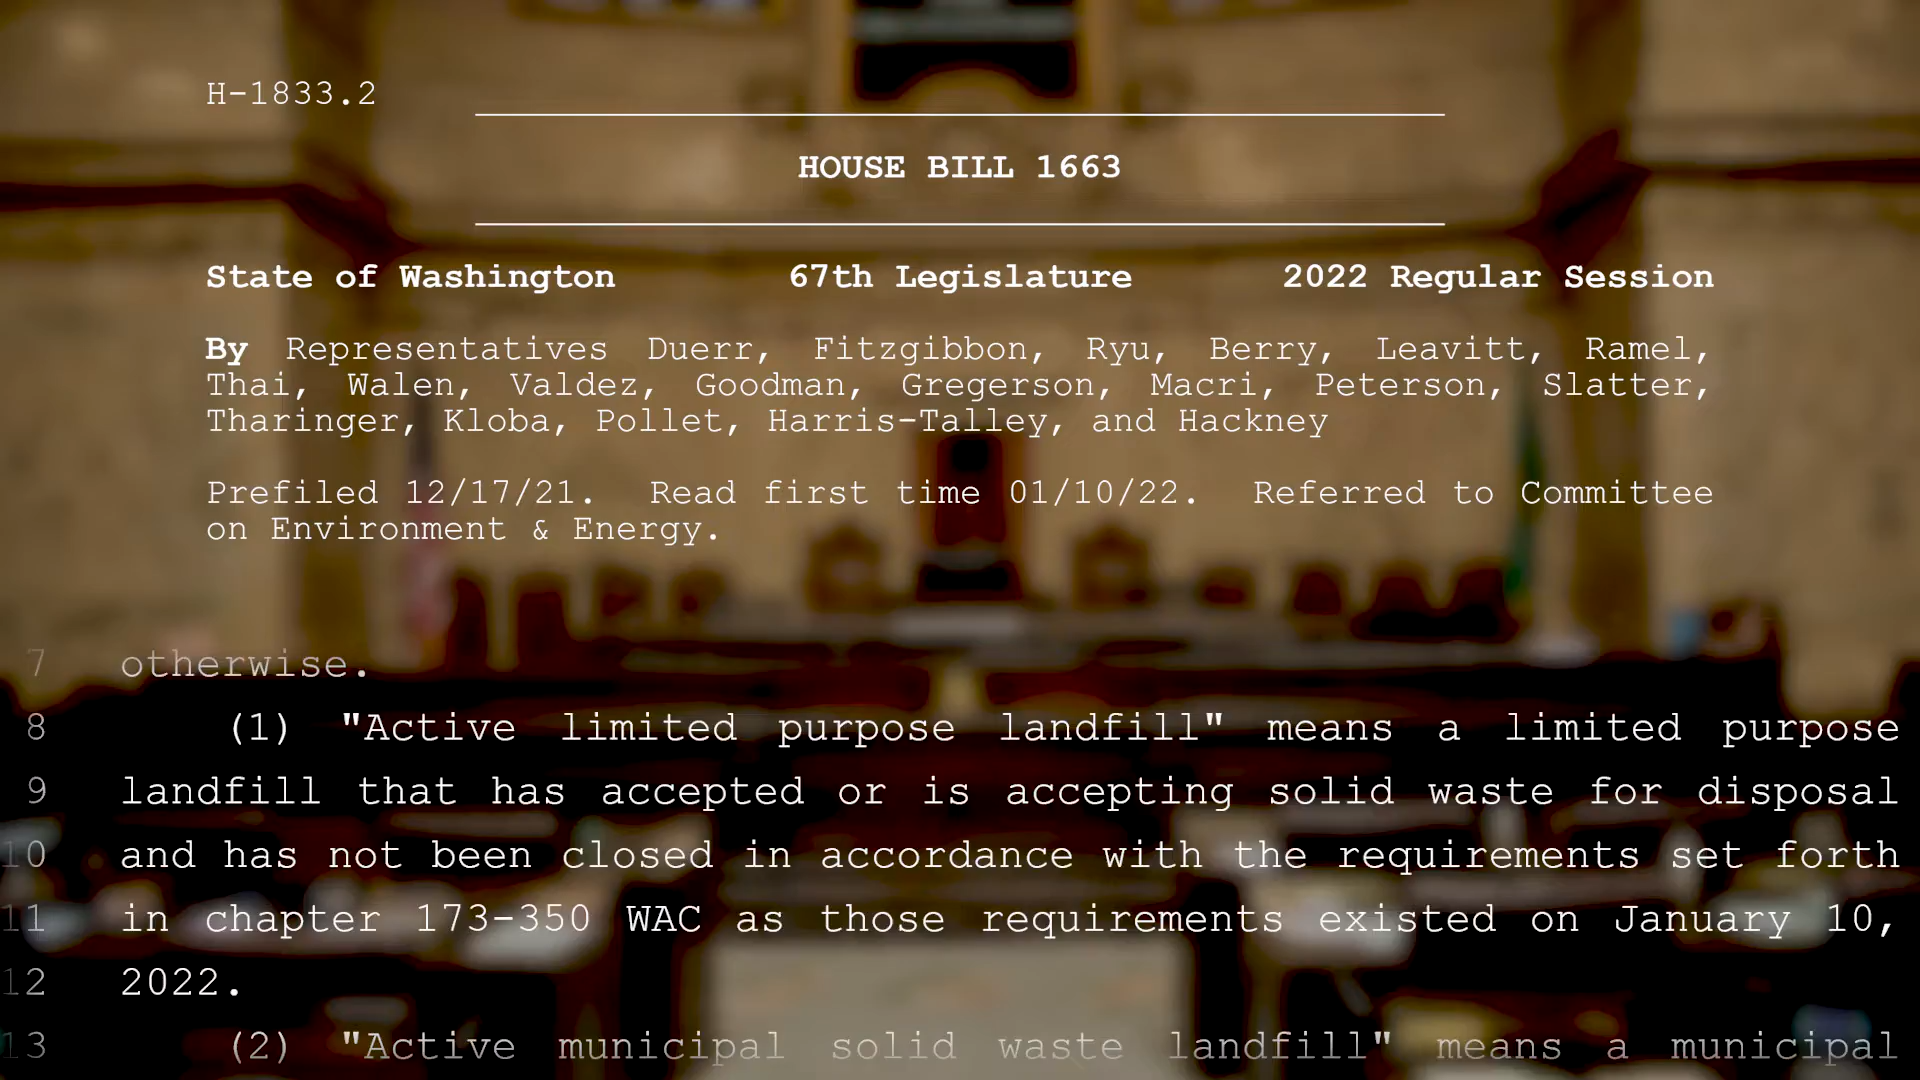 H-1833.2
HOUSE BILL 1663
State of Washington 67th Legislature 2022 Regular Session
By Representatives Duerr, Fitzgibbon, Ryu, Berry, Leavitt, Ramel,
Thai, Walen, Valdez, Goodman, Gregerson, Macri, Peterson, Slatter,
Tharinger, Kloba, Pollet, Harris-Talley, and Hackney
Prefiled 12/17/21. Read first time 01/10/22. Referred to Committee
on Environment & Energy.
7 otherwise.
8 (1) "Active limited purpose landfill" means a limited purpose
9 landfill that has accepted or is accepting solid waste for disposal
10 and has not been closed in accordance with the requirements set forth
11 in chapter 173-350 WAC as those requirements existed on January 10,
12 2022.
13 (2) "Active municipal solid waste landfill" means a municipal